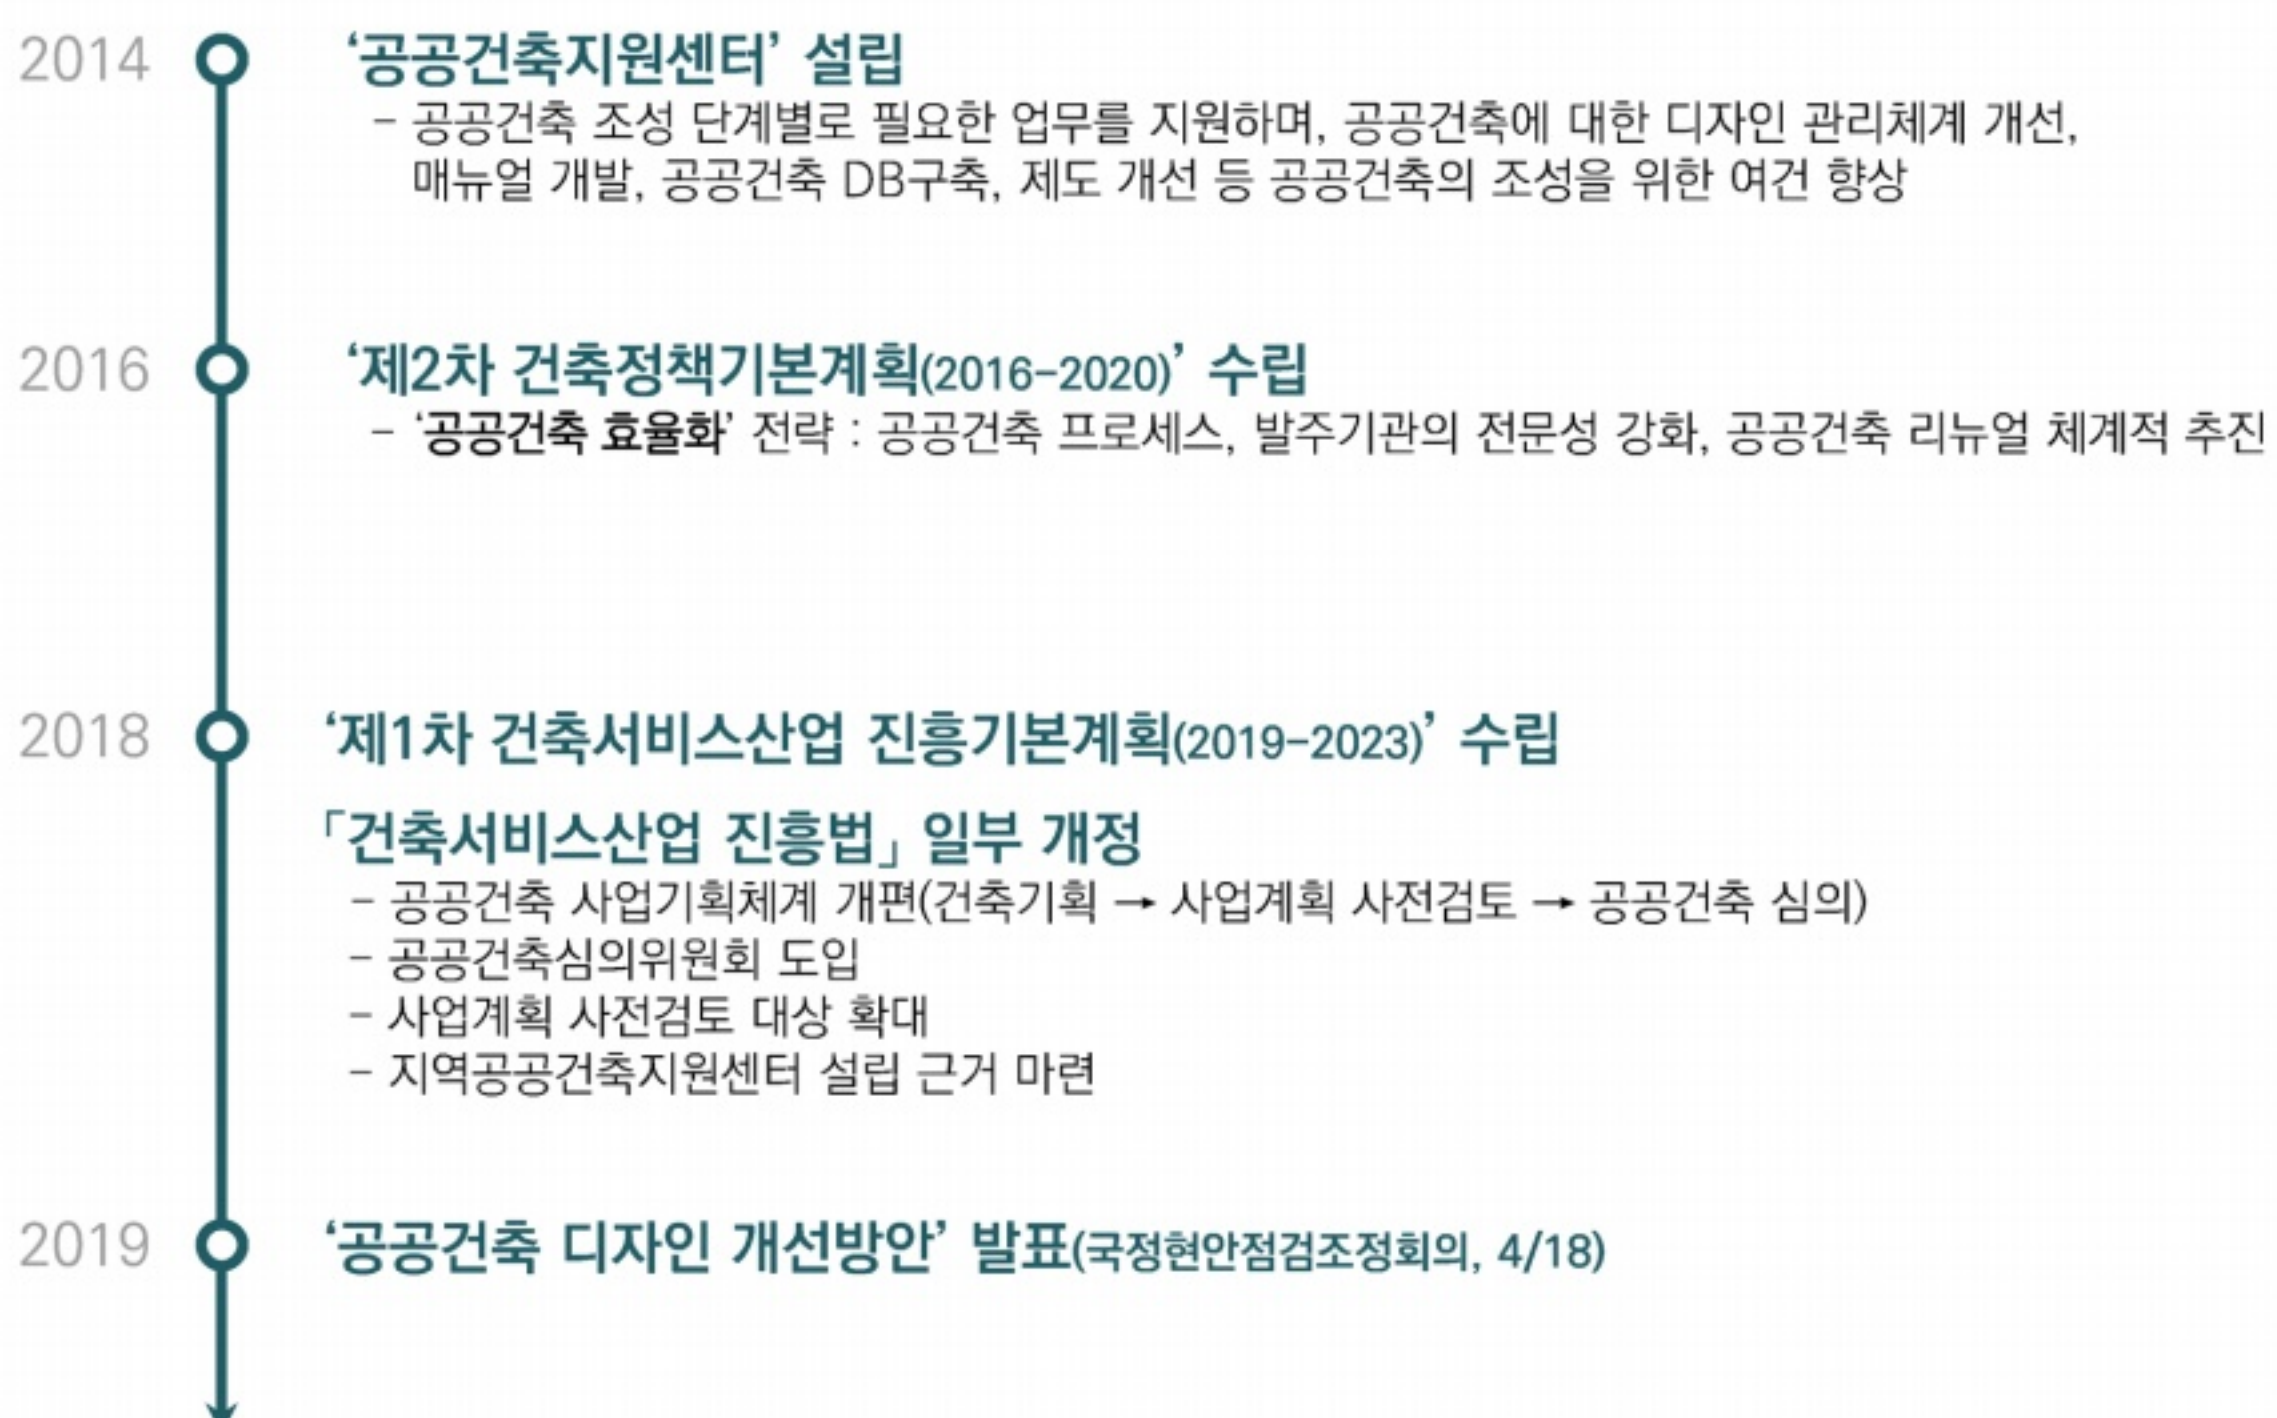 2014
‘공공건축지원센터’ 설립
– 공공건축 조성 단계별로 필요한 업무를 지원하며, 공공건축에 대한 디자인 관리체계 개선,
매뉴얼 개발, 공공건축 DB구축, 제도 개선 등 공공건축의 조성을 위한 여건 향상
2016
‘제2차 건축정책기본계획(2016–2020)’ 수립
– ‘공공건축 효율화’ 전략 : 공공건축 프로세스, 발주기관의 전문성 강화, 공공건축 리뉴얼 체계적 추진
2018
‘제1차 건축서비스산업 진흥기본계획(2019–2023)’ 수립
「건축서비스산업 진흥법」 일부 개정
– 공공건축 사업기획체계 개편(건축기획 → 사업계획 사전검토 → 공공건축 심의)
– 공공건축심의위원회 도입
– 사업계획 사전검토 대상 확대
– 지역공공건축지원센터 설립 근거 마련
2019
‘공공건축 디자인 개선방안’ 발표(국정현안점검조정회의, 4/18)